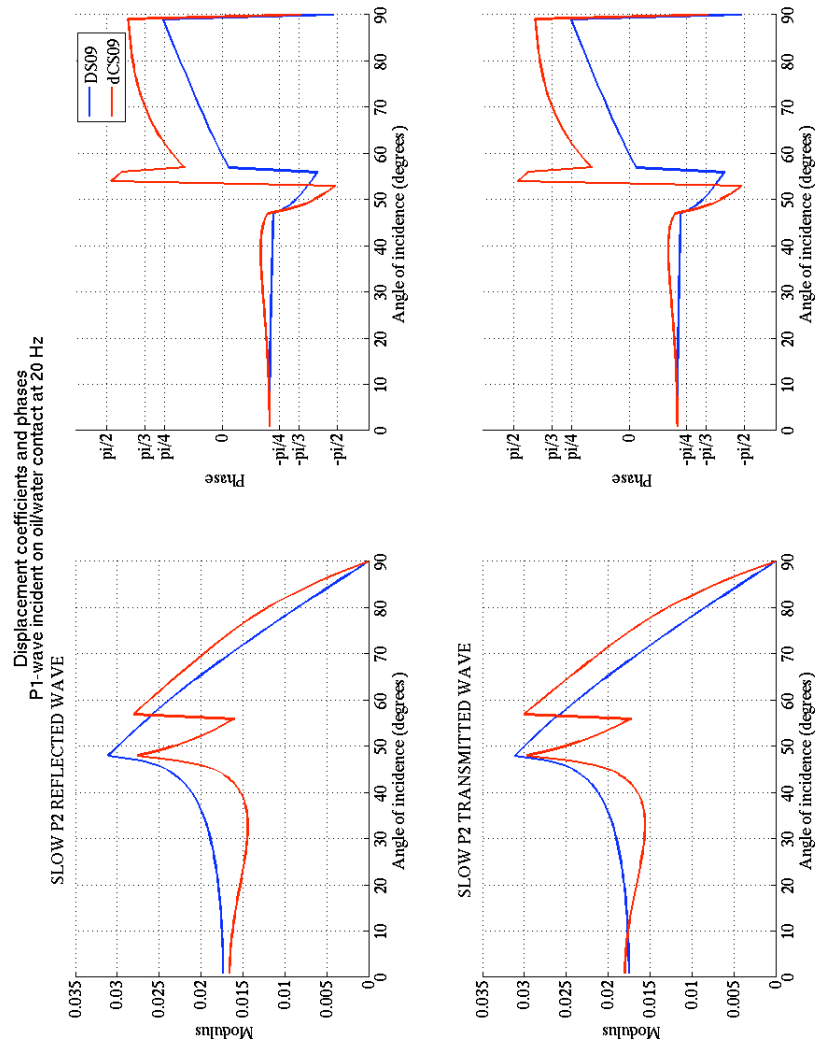 Displacement coefficients and phases
P1-wave incident on oil/water contact at 20 Hz
SLOW P2 REFLECTED WAVE
Modulus
0.035
0.03
0.025
0.02
0.015
0.01
0.005
0
0 10 20 30 40 50 60 70 80 90
Angle of incidence (degrees)
Phase
pi/2
pi/3
pi/4
0
-pi/4
-pi/3
-pi/2
0 10 20 30 40 50 60 70 80 90
Angle of incidence (degrees)
DS09
dCS09
SLOW P2 TRANSMITTED WAVE
Modulus
0.035
0.03
0.025
0.02
0.015
0.01
0.005
0
0 10 20 30 40 50 60 70 80 90
Angle of incidence (degrees)
Phase
pi/2
pi/3
pi/4
0
-pi/4
-pi/3
-pi/2
0 10 20 30 40 50 60 70 80 90
Angle of incidence (degrees)